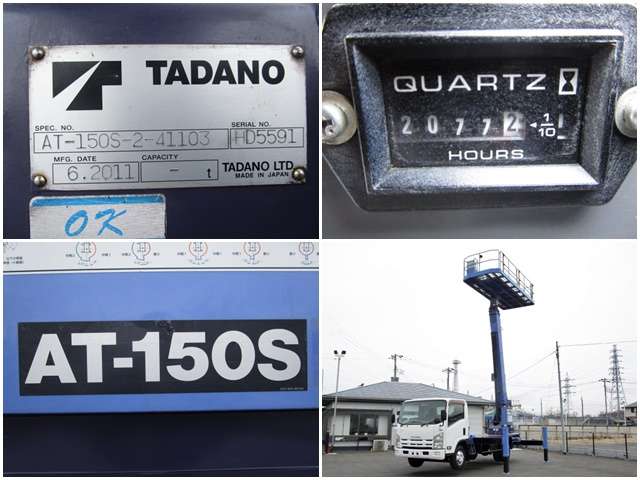 TADANO
SPEC. NO.
AT-150S-2-41103
SERIAL NO.
HD5591
MFG. DATE
6.2011
CAPACITY
- t
TADANO LTD.
MADE IN JAPAN
OK
QUARTZ
20772
1/10
HOURS
AT-150S